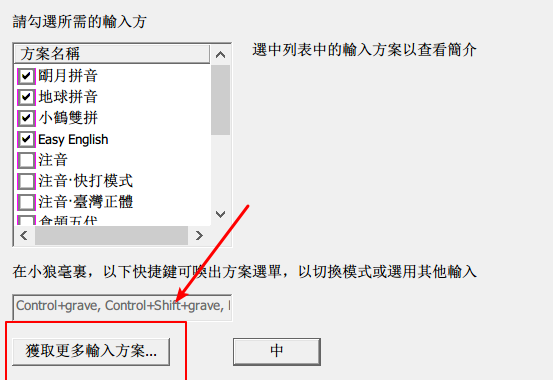 請勾選所需的輸入方
方案名稱
選中列表中的輸入方案以查看簡介
朙月拼音
地球拼音
小鶴雙拼
Easy English
注音
注音·快打模式
注音·臺灣正體
倉頡五代
在小狼毫裏，以下快捷鍵可喚出方案選單，以切換模式或選用其他輸入
Control+grave, Control+Shift+grave,
獲取更多輸入方案...
中